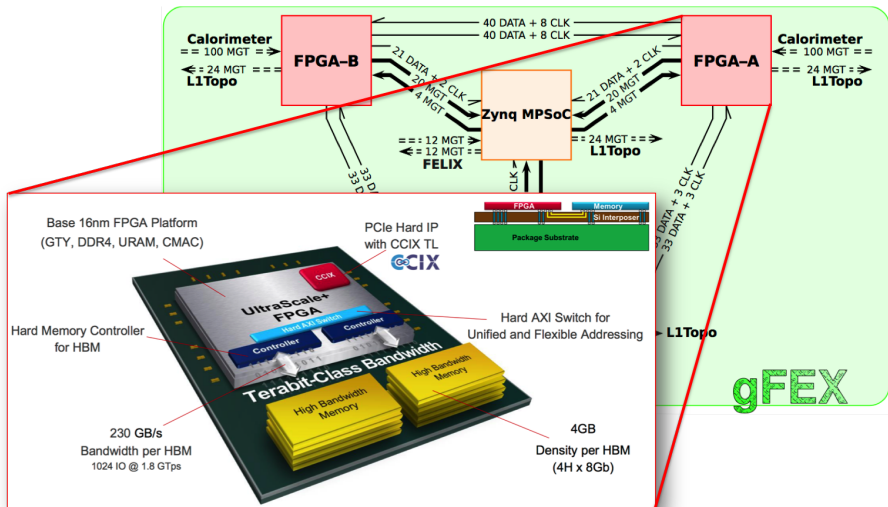 40 DATA + 8 CLK
40 DATA + 8 CLK
Calorimeter
100 MGT
24 MGT
L1Topo
FPGA–B
21 DATA + 2 CLK
20 MGT
4 MGT
Zynq MPSoC
21 DATA + 2 CLK
20 MGT
4 MGT
FPGA–A
Calorimeter
100 MGT
24 MGT
L1Topo
12 MGT
12 MGT
FELIX
24 MGT
L1Topo
CLK
33 DA
33 D
DATA + 3 CLK
33 DATA + 3 CLK
L1Topo
gFEX
FPGA
Memory
Si Interposer
Package Substrate
Base 16nm FPGA Platform
(GTY, DDR4, URAM, CMAC)
PCIe Hard IP
with CCIX TL
CCIX
CCIX
UltraScale+
FPGA
Hard AXI Switch
Controller
Controller
Hard Memory Controller
for HBM
Hard AXI Switch for
Unified and Flexible Addressing
Terabit-Class Bandwidth
High Bandwidth
Memory
High Bandwidth
Memory
230 GB/s
Bandwidth per HBM
1024 IO @ 1.8 GTps
4GB
Density per HBM
(4H x 8Gb)